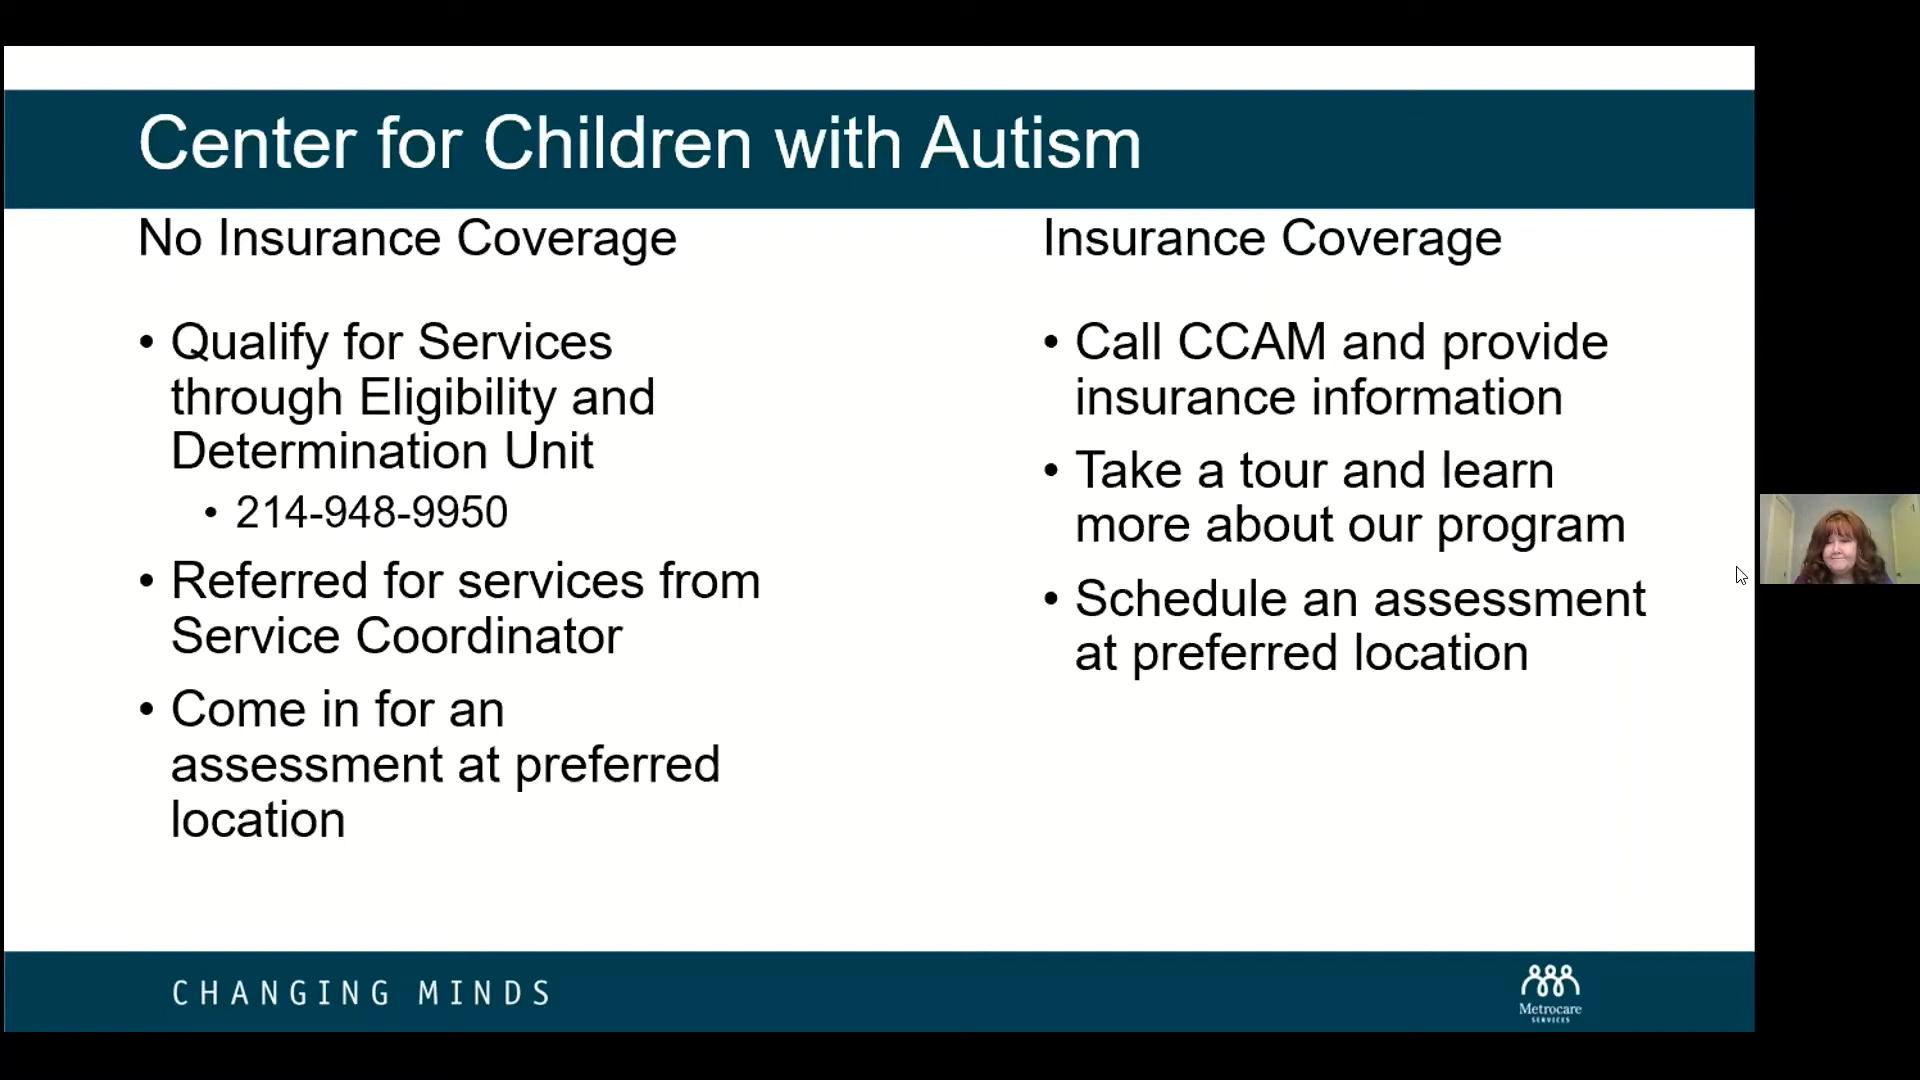 Center for Children with Autism
No Insurance Coverage
• Qualify for Services
through Eligibility and
Determination Unit
• 214-948-9950
• Referred for services from
Service Coordinator
• Come in for an
assessment at preferred
location
Insurance Coverage
• Call CCAM and provide
insurance information
• Take a tour and learn
more about our program
• Schedule an assessment
at preferred location
CHANGING MINDS
Metrocare
SERVICES